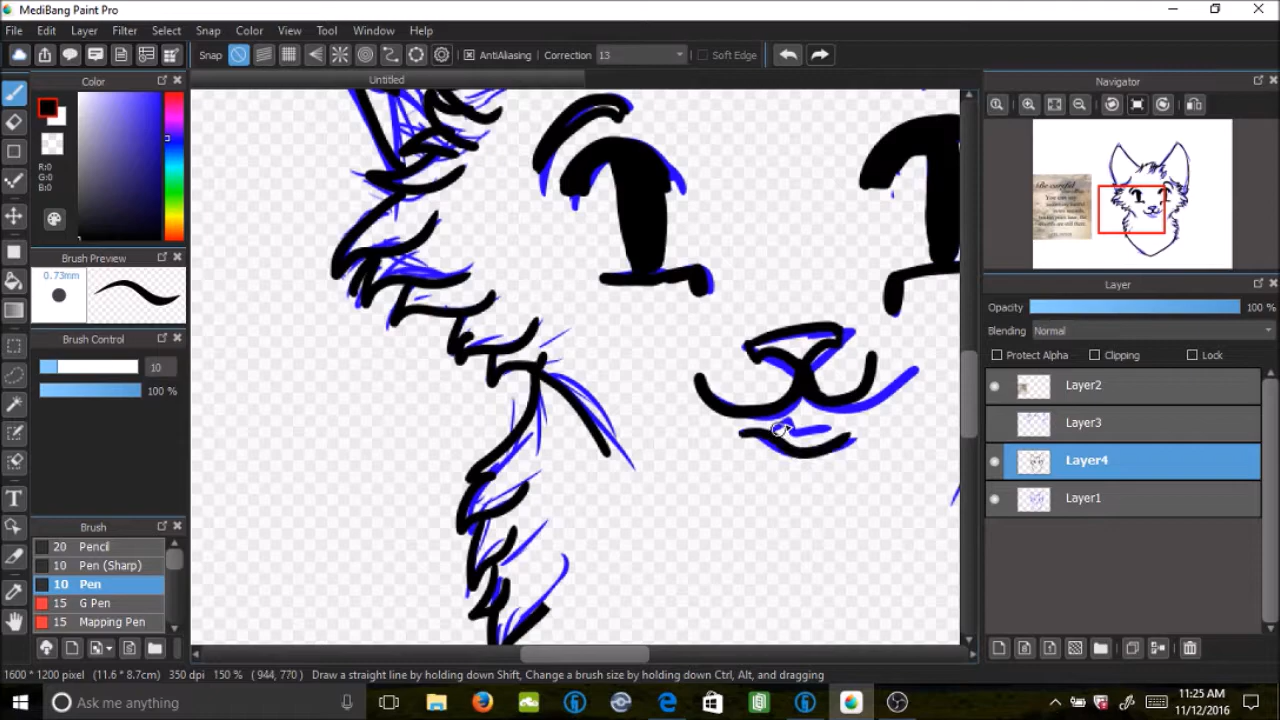 MediBang Paint Pro
File Edit Layer Filter Select Snap Color View Tool Window Help
Snap AntiAliasing Correction 13 Soft Edge
Color Untitled Navigator
R:0
G:0
B:0
Be careful
Brush Preview
0.73mm
Layer
Opacity 100 %
Blending Normal
Brush Control
Protect Alpha Clipping Lock
10
100 %
Layer2
Layer3
Layer4
Layer1
Brush
20 Pencil
10 Pen (Sharp)
10 Pen
15 G Pen
15 Mapping Pen
1600 * 1200 pixel (11.6 * 8.7cm) 350 dpi 150 % ( 944, 770 ) Draw a straight line by holding down Shift, Change a brush size by holding down Ctrl, Alt, and dragging
Ask me anything
11:25 AM
11/12/2016